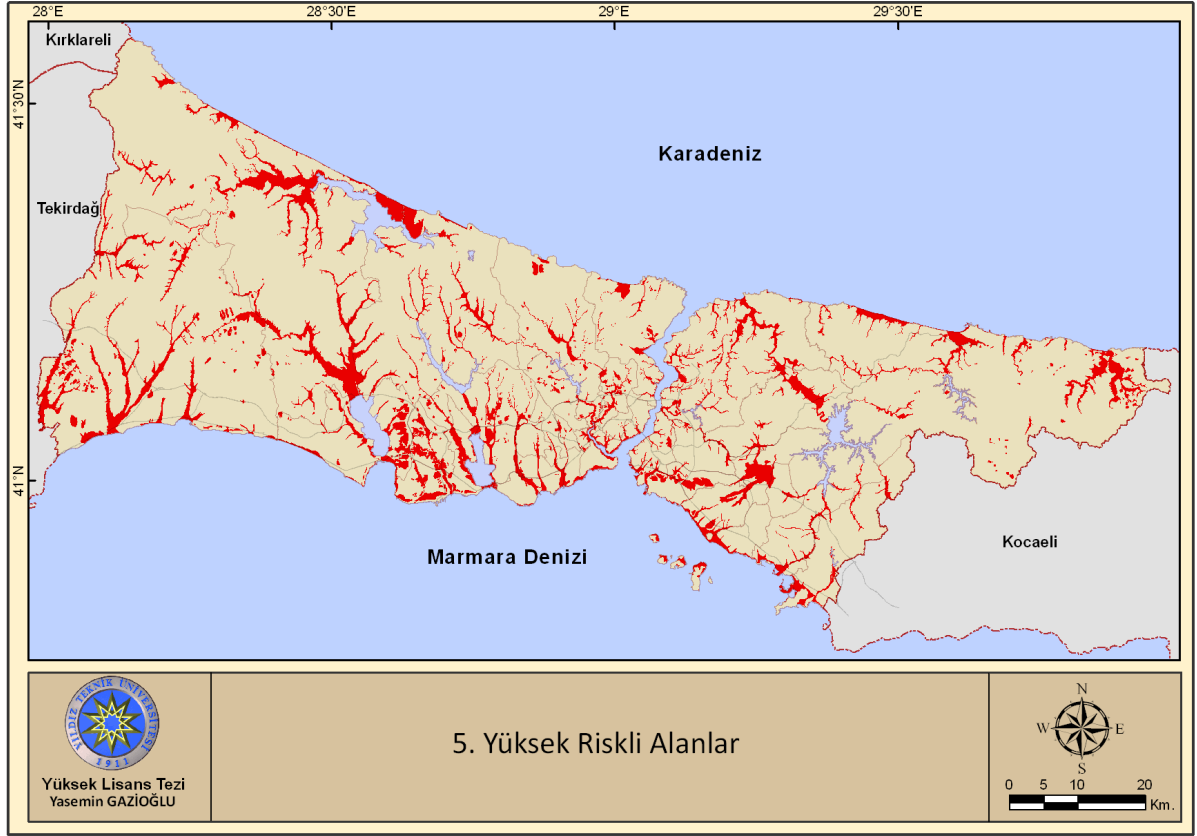 28°E 28°30'E 29°E 29°30'E
41°30'N
41°N
Kırklareli
Karadeniz
Tekirdağ
Marmara Denizi
Kocaeli
YILDIZ TEKNİK ÜNİVERSİTESİ
1911
Yüksek Lisans Tezi
Yasemin GAZİOĞLU
5. Yüksek Riskli Alanlar
N
W E
S
0 5 10 20
Km.